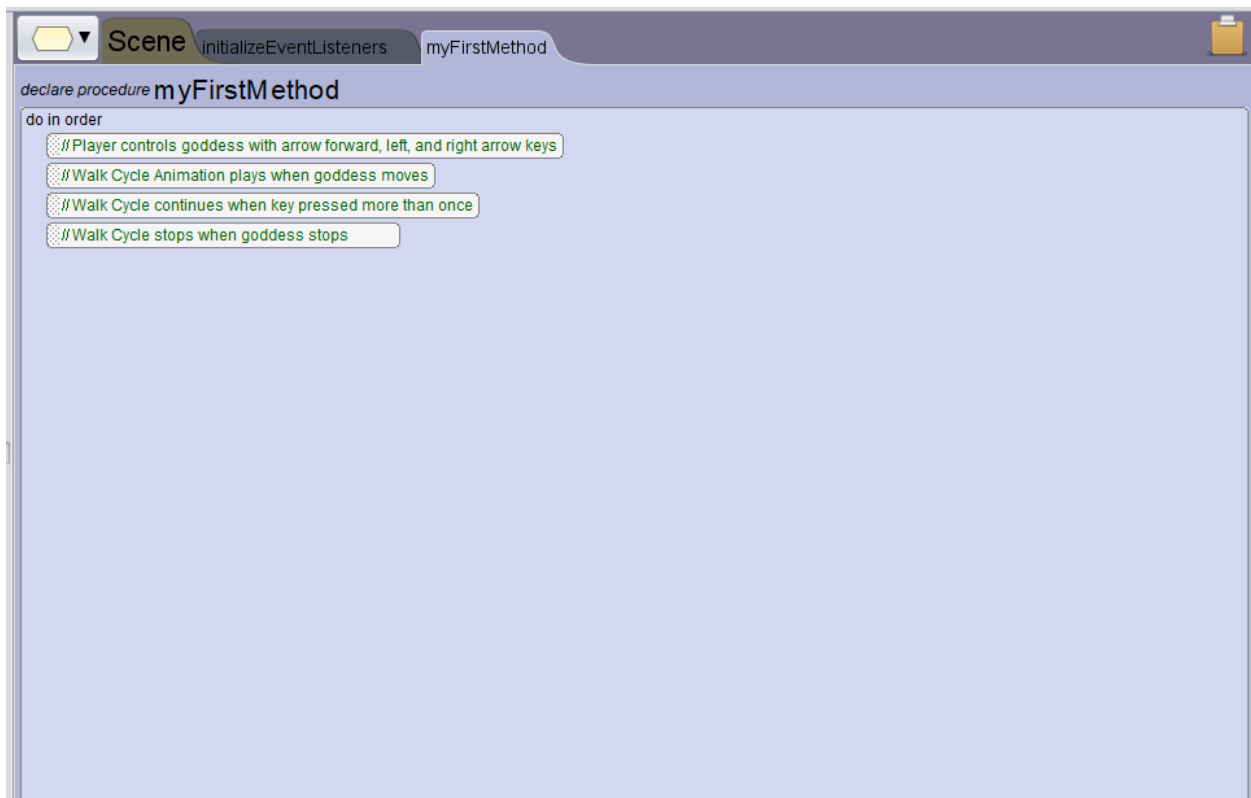 Scene initializeEventListeners myFirstMethod
declare procedure myFirstMethod
do in order
//Player controls goddess with arrow forward, left, and right arrow keys
//Walk Cycle Animation plays when goddess moves
//Walk Cycle continues when key pressed more than once
//Walk Cycle stops when goddess stops